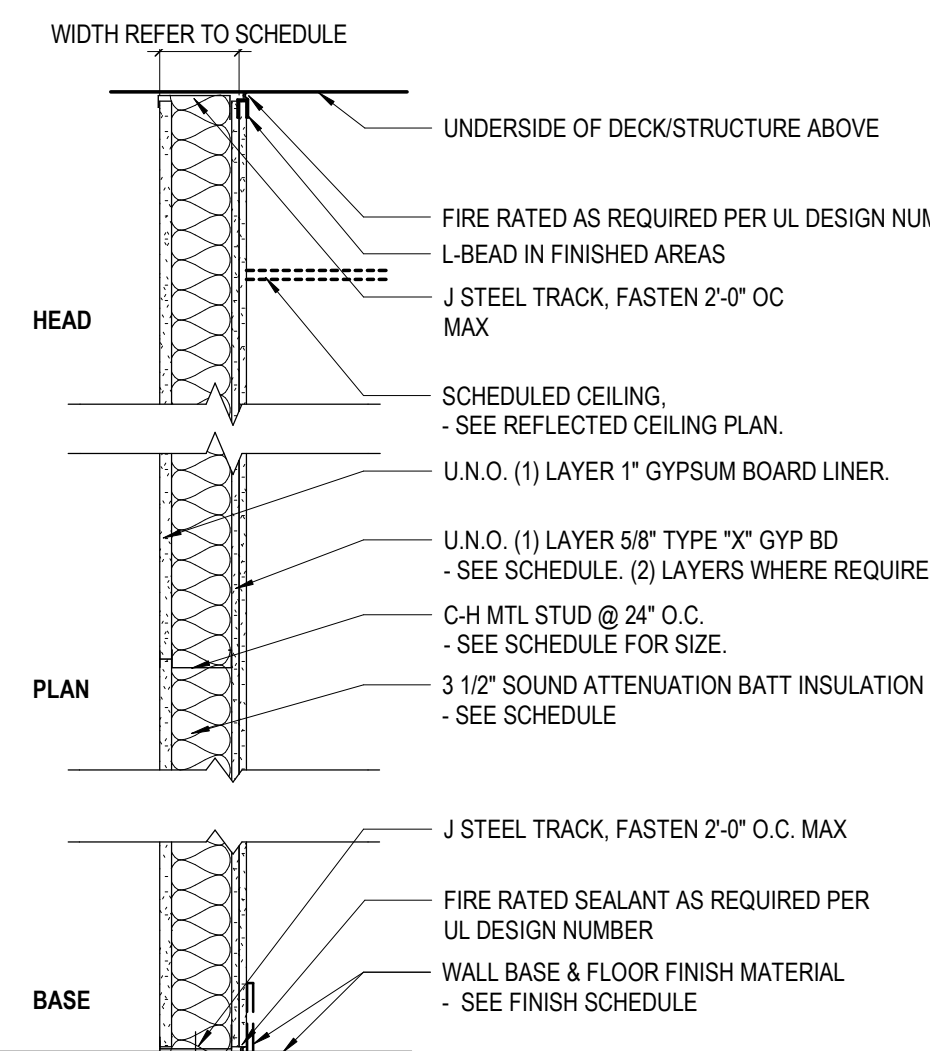 WIDTH REFER TO SCHEDULE
UNDERSIDE OF DECK/STRUCTURE ABOVE
FIRE RATED AS REQUIRED PER UL DESIGN
L-BEAD IN FINISHED AREAS
J STEEL TRACK, FASTEN 2'-0" OC
MAX
HEAD
SCHEDULED CEILING,
- SEE REFLECTED CEILING PLAN.
U.N.O. (1) LAYER 1" GYPSUM BOARD LINER.
U.N.O. (1) LAYER 5/8" TYPE "X" GYP BD
- SEE SCHEDULE. (2) LAYERS WHERE REQUIRE
C-H MTL STUD @ 24" O.C.
- SEE SCHEDULE FOR SIZE.
PLAN
3 1/2" SOUND ATTENUATION BATT INSULATION
- SEE SCHEDULE
J STEEL TRACK, FASTEN 2'-0" O.C. MAX
FIRE RATED SEALANT AS REQUIRED PER
UL DESIGN NUMBER
WALL BASE & FLOOR FINISH MATERIAL
- SEE FINISH SCHEDULE
BASE